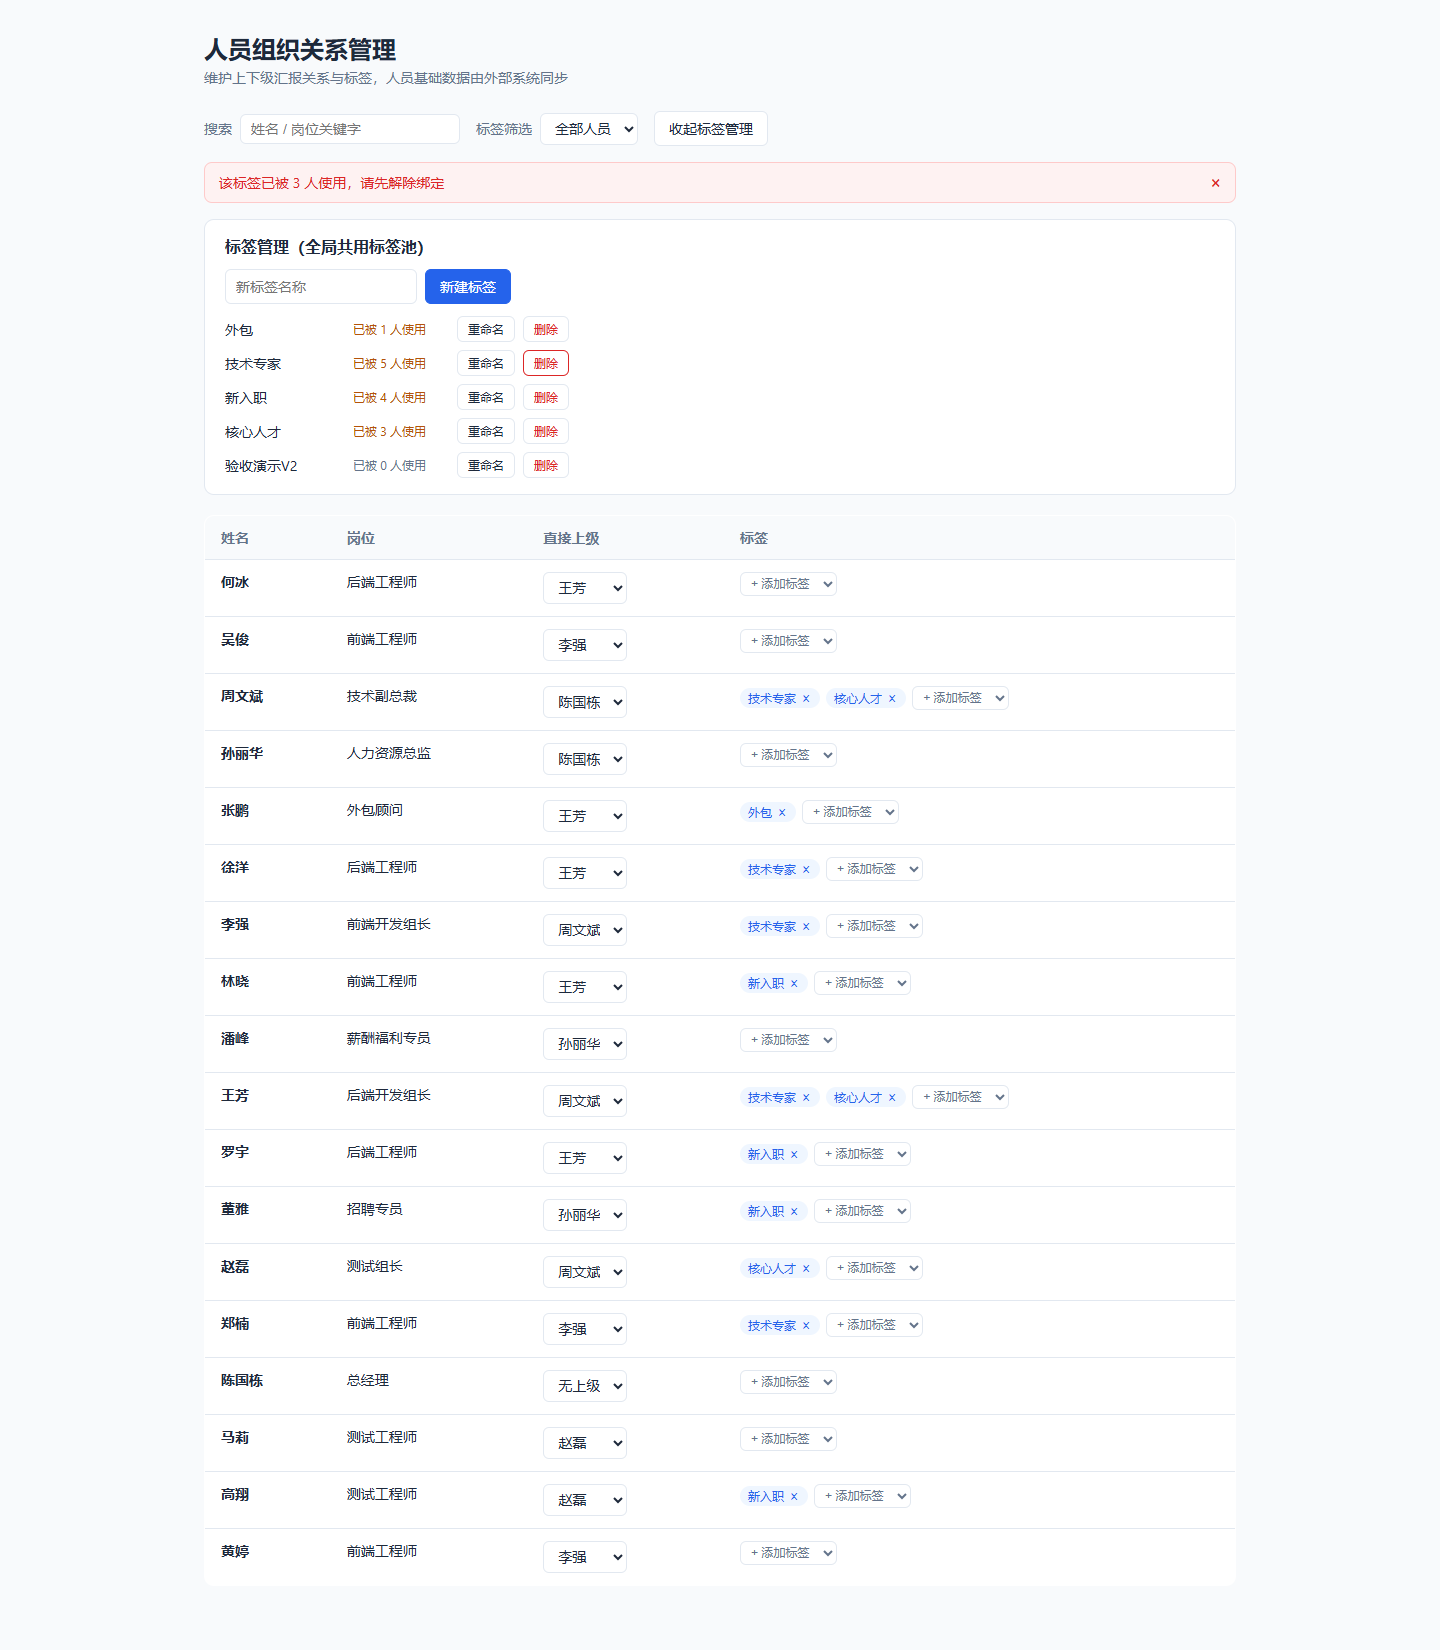 人员组织关系管理
维护上下级汇报关系与标签，人员基础数据由外部系统同步
搜索 姓名 / 岗位关键字 标签筛选 全部人员 收起标签管理
该标签已被 3 人使用，请先解除绑定 ×
标签管理（全局共用标签池）
新标签名称 新建标签
外包 已被 1 人使用 重命名 删除
技术专家 已被 5 人使用 重命名 删除
新入职 已被 4 人使用 重命名 删除
核心人才 已被 3 人使用 重命名 删除
验收演示V2 已被 0 人使用 重命名 删除
姓名 岗位 直接上级 标签
何冰 后端工程师 王芳 + 添加标签
吴俊 前端工程师 李强 + 添加标签
周文斌 技术副总裁 陈国栋 技术专家 × 核心人才 × + 添加标签
孙丽华 人力资源总监 陈国栋 + 添加标签
张鹏 外包顾问 王芳 外包 × + 添加标签
徐洋 后端工程师 王芳 技术专家 × + 添加标签
李强 前端开发组长 周文斌 技术专家 × + 添加标签
林晓 前端工程师 王芳 新入职 × + 添加标签
潘峰 薪酬福利专员 孙丽华 + 添加标签
王芳 后端开发组长 周文斌 技术专家 × 核心人才 × + 添加标签
罗宇 后端工程师 王芳 新入职 × + 添加标签
董雅 招聘专员 孙丽华 新入职 × + 添加标签
赵磊 测试组长 周文斌 核心人才 × + 添加标签
郑楠 前端工程师 李强 技术专家 × + 添加标签
陈国栋 总经理 无上级 + 添加标签
马莉 测试工程师 赵磊 + 添加标签
高翔 测试工程师 赵磊 新入职 × + 添加标签
黄婷 前端工程师 李强 + 添加标签